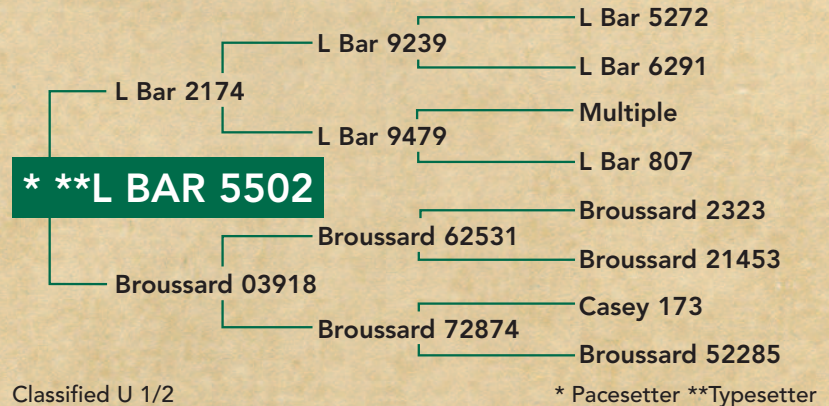 L Bar 5272
L Bar 9239
L Bar 6291
L Bar 2174
Multiple
L Bar 9479
L Bar 807
* **L BAR 5502
Broussard 2323
Broussard 62531
Broussard 21453
Broussard 03918
Casey 173
Broussard 72874
Broussard 52285
Classified U 1/2
* Pacesetter **Typesetter